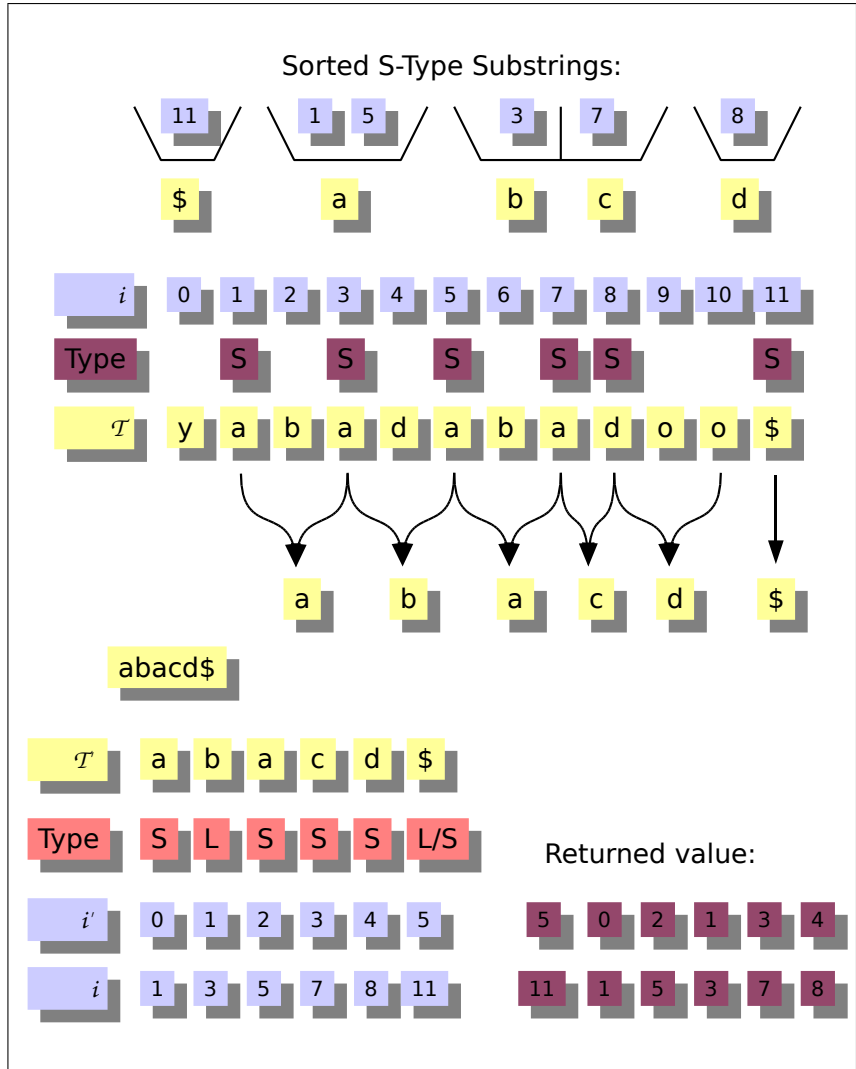 Sorted S-Type Substrings:
11 1 5 3 7 8
$ a b c d
i 0 1 2 3 4 5 6 7 8 9 10 11
Type S S S S S S
𝒯 y a b a d a b a d o o $
a b a c d $
abacd$
𝒯' a b a c d $
Type S L S S S L/S
Returned value:
i' 0 1 2 3 4 5 5 0 2 1 3 4
i 1 3 5 7 8 11 11 1 5 3 7 8